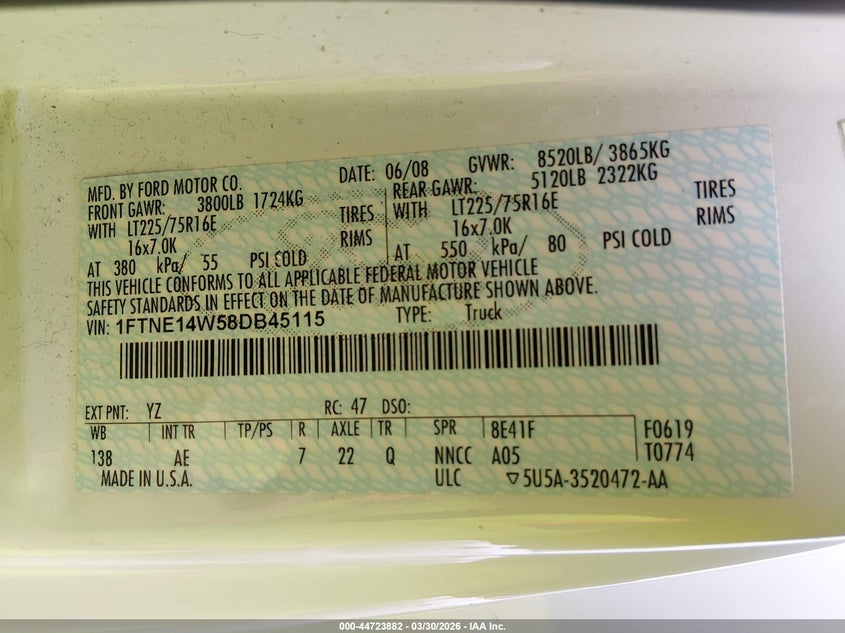 MFD. BY FORD MOTOR CO. DATE: 06/08 GVWR: 8520LB/ 3865KG
FRONT GAWR: 3800LB 1724KG REAR GAWR: 5120LB 2322KG
WITH LT225/75R16E TIRES WITH LT225/75R16E TIRES
16x7.0K RIMS 16x7.0K RIMS
AT 380 kPa/ 55 PSI COLD AT 550 kPa/ 80 PSI COLD
THIS VEHICLE CONFORMS TO ALL APPLICABLE FEDERAL MOTOR VEHICLE
SAFETY STANDARDS IN EFFECT ON THE DATE OF MANUFACTURE SHOWN ABOVE.
VIN: 1FTNE14W58DB45115 TYPE: Truck
EXT PNT: YZ RC: 47 DSO:
WB INT TR TP/PS R AXLE TR SPR 8E41F F0619
138 AE 7 22 Q NNCC A05 T0774
MADE IN U.S.A. ULC ▽5U5A-3520472-AA
000-44723882 - 03/30/2026 - IAA Inc.